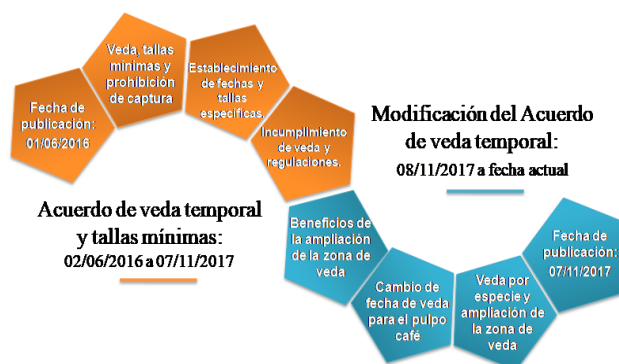 Fecha de
publicación:
01/06/2016
Veda, tallas
mínimas y
prohibición
de captura
Establecimiento
de fechas y
tallas
específicas.
Incumplimiento
de veda y
regulaciones.
Acuerdo de veda temporal
y tallas mínimas:
02/06/2016 a 07/11/2017
Modificación del Acuerdo
de veda temporal:
08/11/2017 a fecha actual
Beneficios de
la ampliación
de la zona de
veda
Cambio de
fecha de veda
para el pulpo
café
Veda por
especie y
ampliación de
la zona de
veda
Fecha de
publicación:
07/11/2017